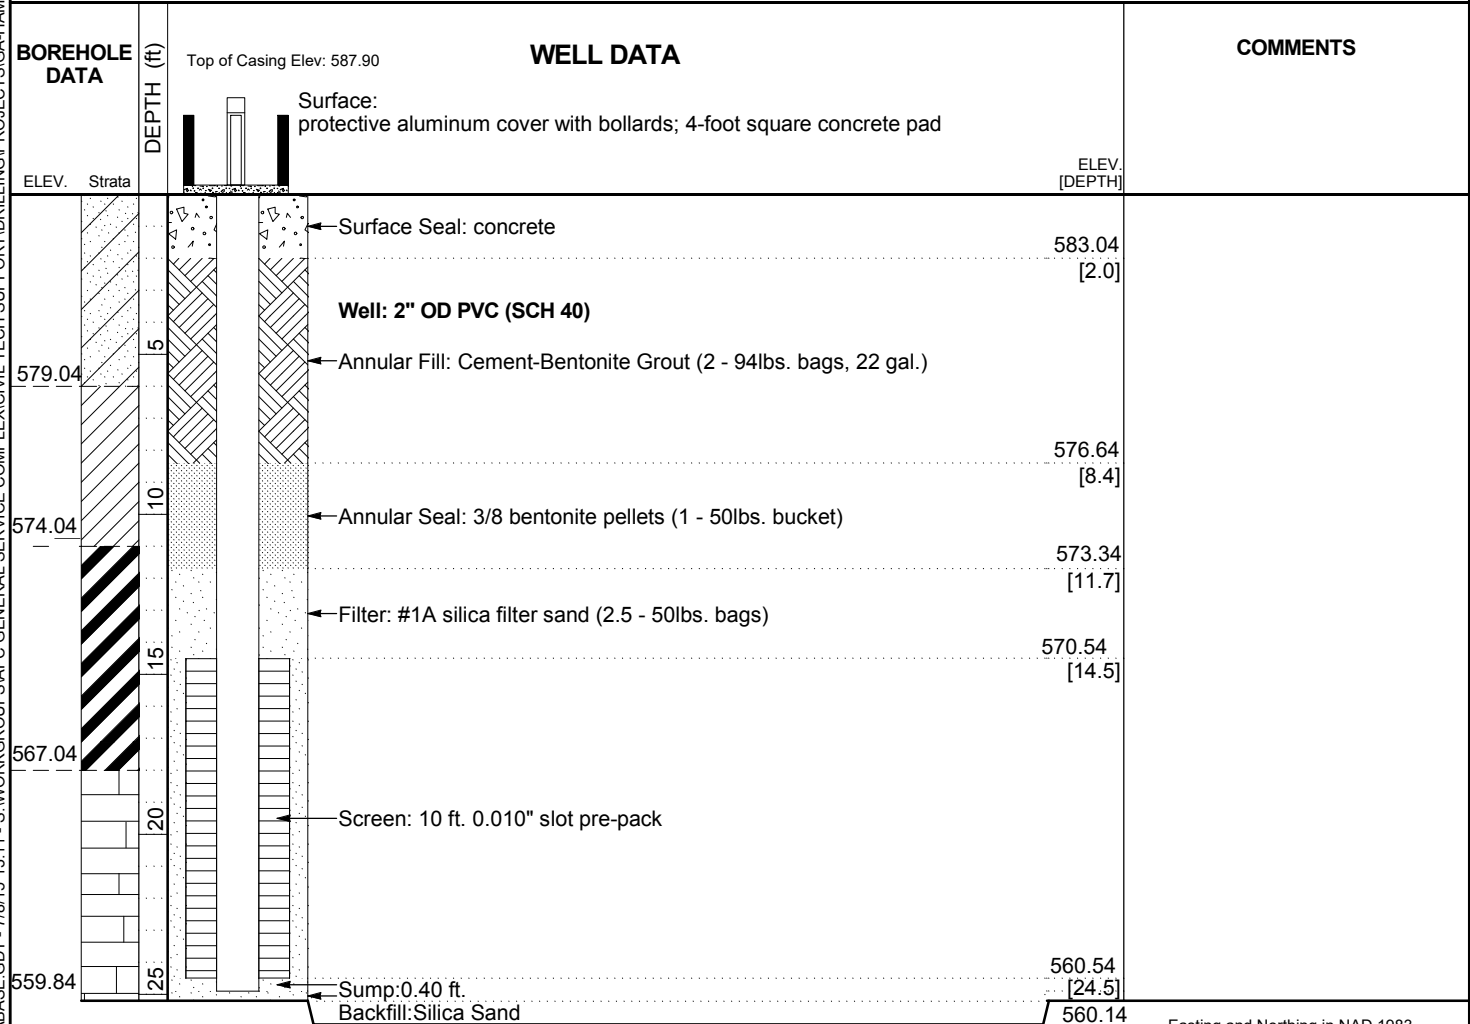 BOREHOLE
DATA
DEPTH (ft)
Top of Casing Elev: 587.90
WELL DATA
COMMENTS
Surface:
protective aluminum cover with bollards; 4-foot square concrete pad
ELEV. Strata
ELEV.
[DEPTH]
Surface Seal: concrete
583.04
[2.0]
Well: 2" OD PVC (SCH 40)
5
Annular Fill: Cement-Bentonite Grout (2 - 94lbs. bags, 22 gal.)
579.04
576.64
[8.4]
10
574.04
Annular Seal: 3/8 bentonite pellets (1 - 50lbs. bucket)
573.34
[11.7]
Filter: #1A silica filter sand (2.5 - 50lbs. bags)
570.54
[14.5]
15
567.04
20
Screen: 10 ft. 0.010" slot pre-pack
560.54
[24.5]
25
559.84
Sump:0.40 ft.
Backfill:Silica Sand
560.14
Easting and Northing in NAD 1983